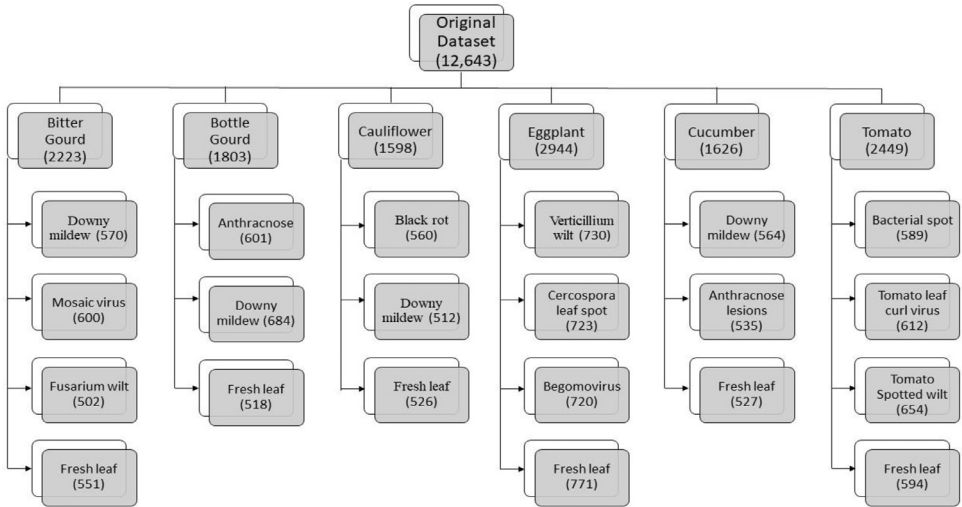 Original
Dataset
(12,643)
Bitter
Gourd
(2223)
Downy
mildew (570)
Mosaic virus
(600)
Fusarium wilt
(502)
Fresh leaf
(551)
Bottle
Gourd
(1803)
Anthracnose
(601)
Downy
mildew (684)
Fresh leaf
(518)
Cauliflower
(1598)
Black rot
(560)
Downy
mildew (512)
Fresh leaf
(526)
Eggplant
(2944)
Verticillium
wilt (730)
Cercospora
leaf spot
(723)
Begomovirus
(720)
Fresh leaf
(771)
Cucumber
(1626)
Downy
mildew (564)
Anthracnose
lesions
(535)
Fresh leaf
(527)
Tomato
(2449)
Bacterial spot
(589)
Tomato leaf
curl virus
(612)
Tomato
Spotted wilt
(654)
Fresh leaf
(594)